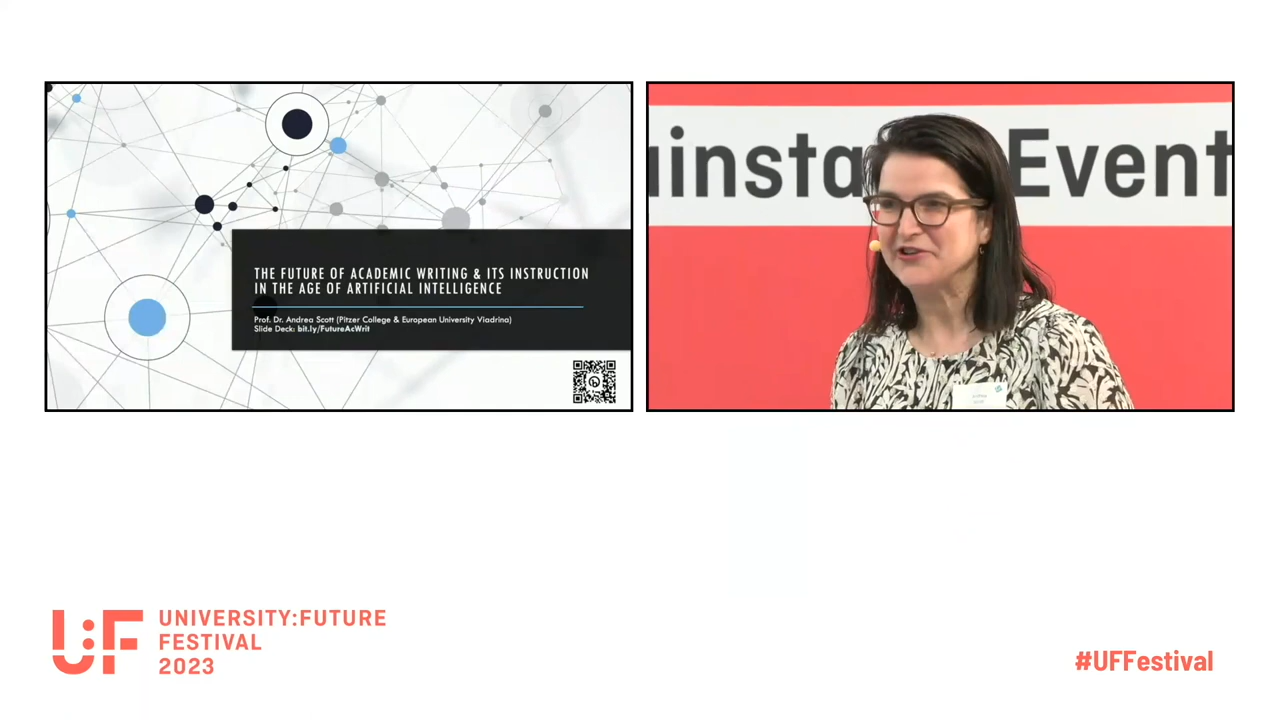 THE FUTURE OF ACADEMIC WRITING & ITS INSTRUCTION
IN THE AGE OF ARTIFICIAL INTELLIGENCE
Prof. Dr. Andrea Scott (Pitzer College & European University Viadrina)
Slide Deck: bit.ly/FutureAcWrit
Event
U:F
UNIVERSITY:FUTURE
FESTIVAL
2023
#UFFestival